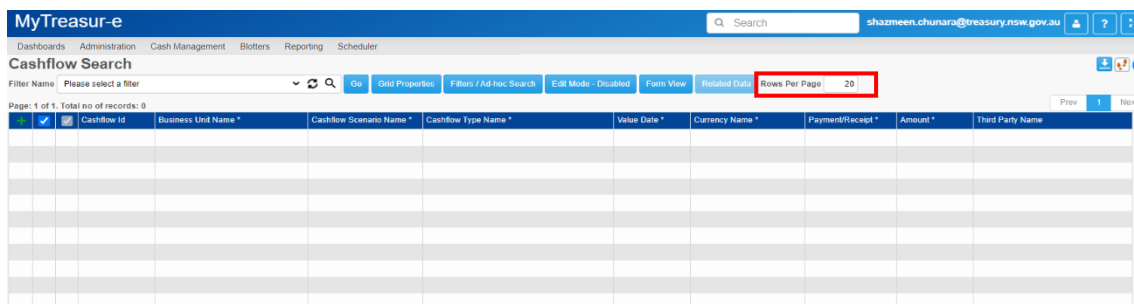 MyTreasur-e Search shazmeen.chunara@treasury.nsw.gov.au ?
Dashboards Administration Cash Management Blotters Reporting Scheduler
Cashflow Search
Filter Name Please select a filter Go Grid Properties Filters / Ad-hoc Search Edit Mode - Disabled Form View Related Data Rows Per Page 20
Page: 1 of 1. Total no of records: 0 Prev 1 Nex
Cashflow Id Business Unit Name * Cashflow Scenario Name * Cashflow Type Name * Value Date * Currency Name * Payment/Receipt * Amount * Third Party Name